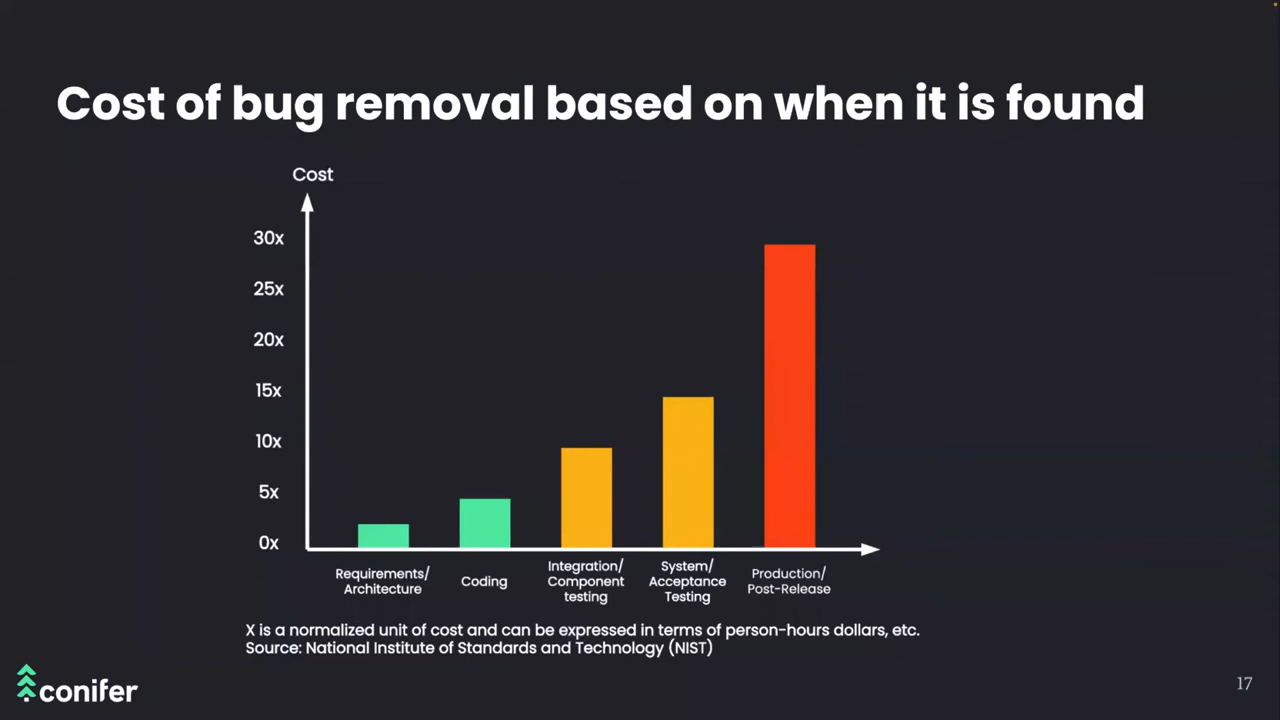 Cost of bug removal based on when it is found
Cost
30x
25x
20x
15x
10x
5x
0x
Requirements/
Architecture
Coding
Integration/
Component
testing
System/
Acceptance
Testing
Production/
Post-Release
X is a normalized unit of cost and can be expressed in terms of person-hours dollars, etc.
Source: National Institute of Standards and Technology (NIST)
conifer
17